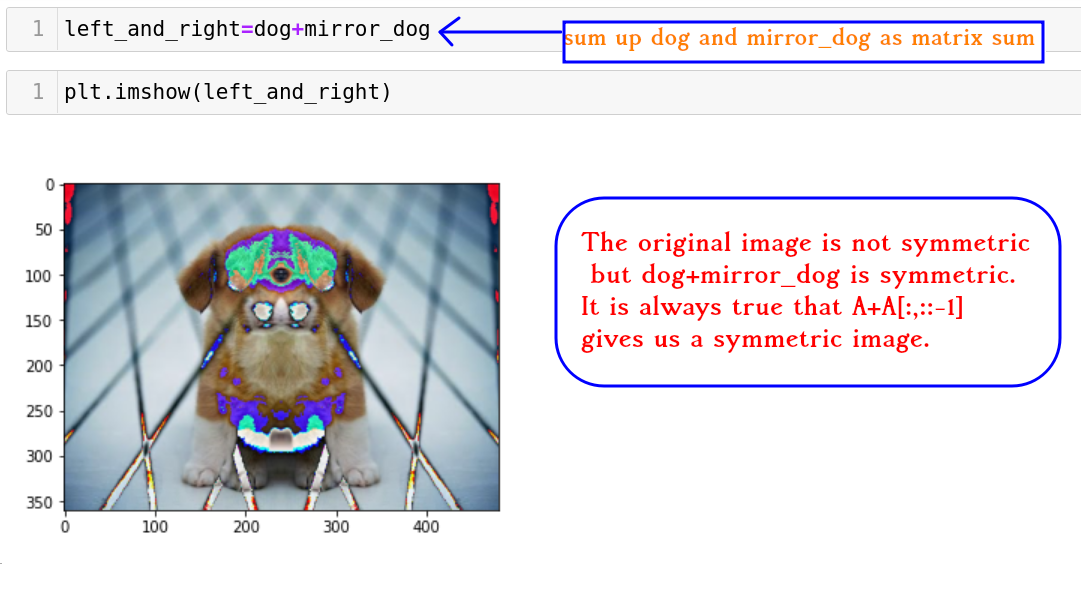 1 left_and_right=dog+mirror_dog
sum up dog and mirror_dog as matrix sum
1 plt.imshow(left_and_right)
The original image is not symmetric
but dog+mirror_dog is symmetric.
It is always true that A+A[:,::-1]
gives us a symmetric image.
0
50
100
150
200
250
300
350
0 100 200 300 400